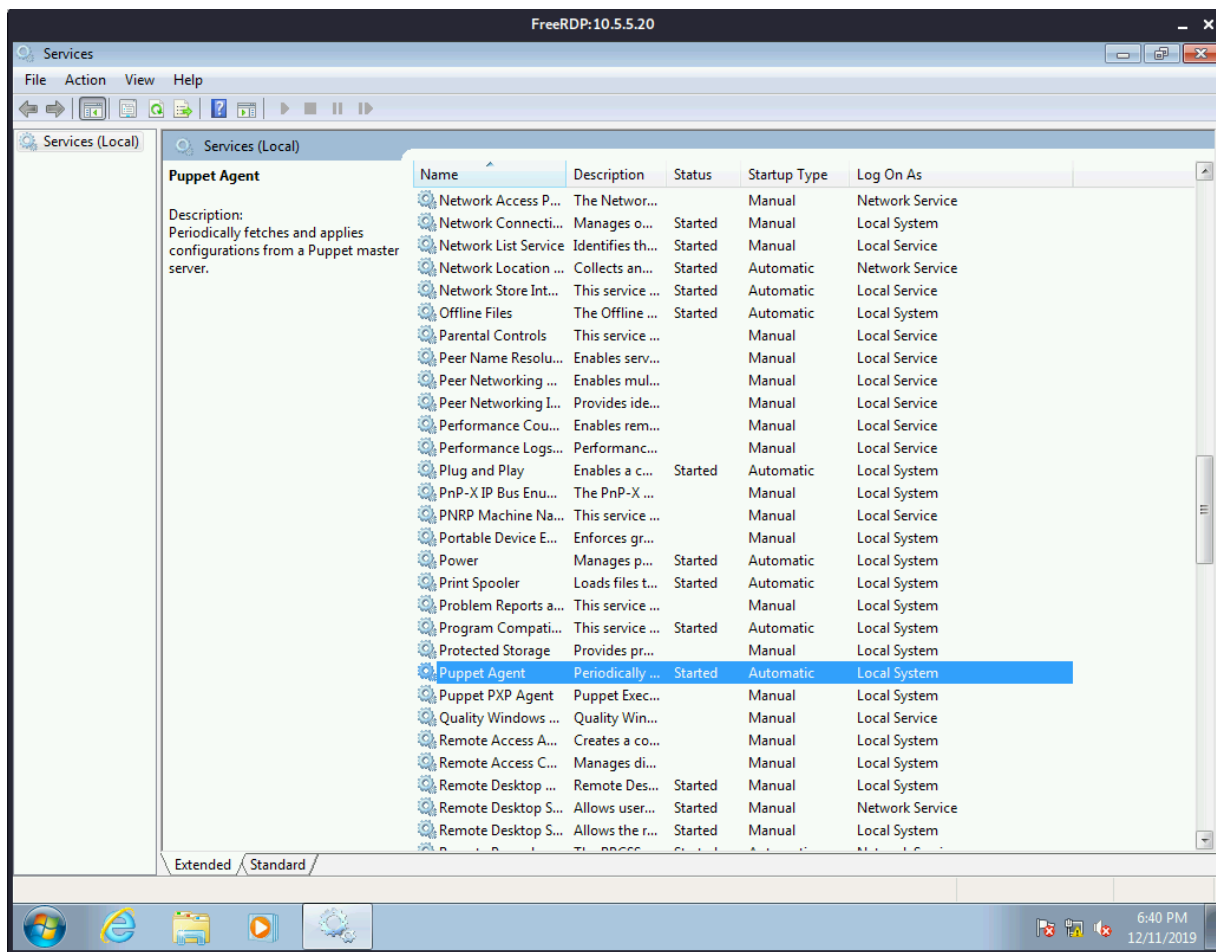 FreeRDP:10.5.5.20
Services
File Action View Help
Services (Local)
Services (Local)
Puppet Agent
Description:
Periodically fetches and applies
configurations from a Puppet master
server.
Name Description Status Startup Type Log On As
Network Access P... The Networ... Manual Network Service
Network Connecti... Manages o... Started Manual Local System
Network List Service Identifies th... Started Manual Local Service
Network Location ... Collects an... Started Automatic Network Service
Network Store Int... This service ... Started Automatic Local Service
Offline Files The Offline ... Started Automatic Local System
Parental Controls This service ... Manual Local Service
Peer Name Resolu... Enables serv... Manual Local Service
Peer Networking ... Enables mul... Manual Local Service
Peer Networking I... Provides ide... Manual Local Service
Performance Cou... Enables rem... Manual Local Service
Performance Logs... Performanc... Manual Local Service
Plug and Play Enables a c... Started Automatic Local System
PnP-X IP Bus Enu... The PnP-X ... Manual Local System
PNRP Machine Na... This service ... Manual Local Service
Portable Device E... Enforces gr... Manual Local System
Power Manages p... Started Automatic Local System
Print Spooler Loads files t... Started Automatic Local System
Problem Reports a... This service ... Manual Local System
Program Compati... This service ... Started Automatic Local System
Protected Storage Provides pr... Manual Local System
Puppet Agent Periodically ... Started Automatic Local System
Puppet PXP Agent Puppet Exec... Manual Local System
Quality Windows ... Quality Win... Manual Local Service
Remote Access A... Creates a co... Manual Local System
Remote Access C... Manages di... Manual Local System
Remote Desktop ... Remote Des... Started Manual Local System
Remote Desktop S... Allows user... Started Manual Network Service
Remote Desktop S... Allows the r... Started Manual Local System
Extended Standard
6:40 PM
12/11/2019